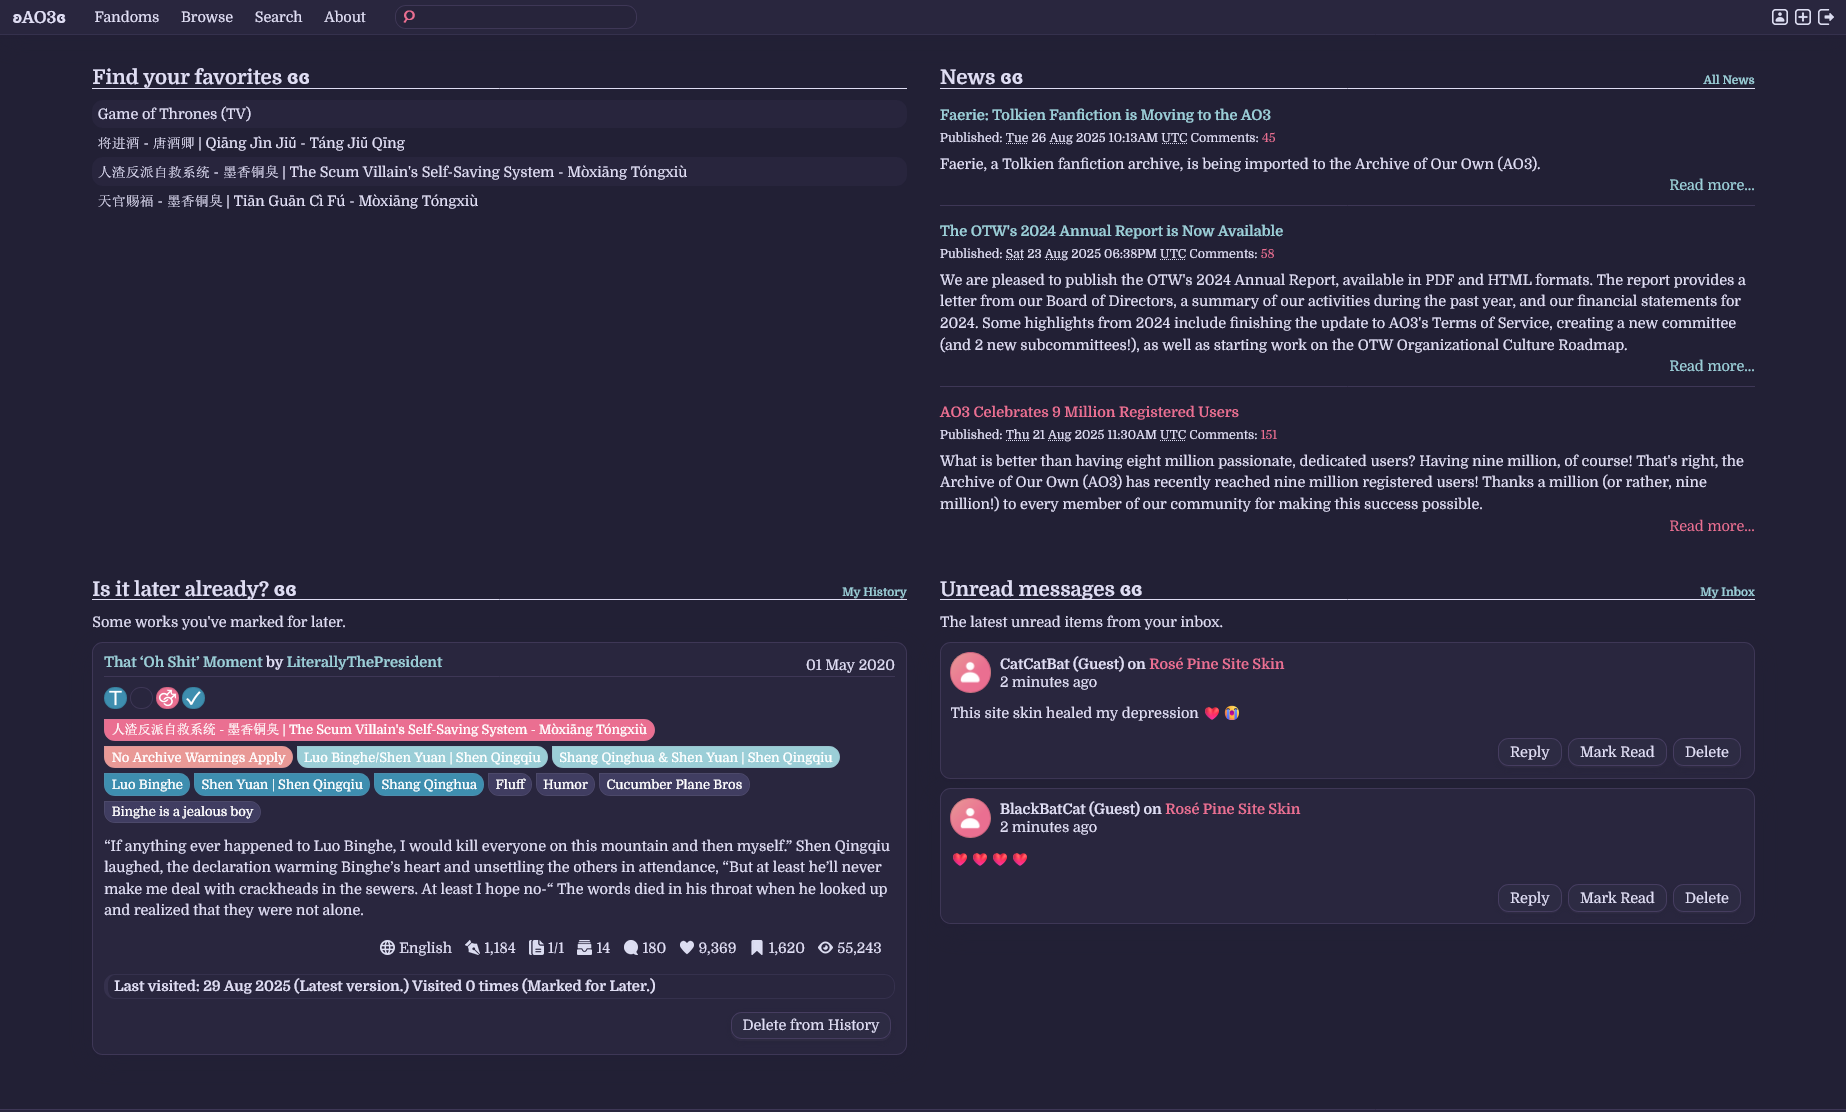 ʚAO3ɞ
Fandoms Browse Search About
Find your favorites ɞɞ
Game of Thrones (TV)
将进酒 - 唐酒卿 | Qiāng Jìn Jiǔ - Táng Jiǔ Qīng
人渣反派自救系统 - 墨香铜臭 | The Scum Villain's Self-Saving System - Mòxiāng Tóngxiù
天官赐福 - 墨香铜臭 | Tiān Guān Cì Fú - Mòxiāng Tóngxiù
News ɞɞ
All News
Faerie: Tolkien Fanfiction is Moving to the AO3
Published: Tue 26 Aug 2025 10:13AM UTC Comments: 45
Faerie, a Tolkien fanfiction archive, is being imported to the Archive of Our Own (AO3).
Read more...
The OTW's 2024 Annual Report is Now Available
Published: Sat 23 Aug 2025 06:38PM UTC Comments: 58
We are pleased to publish the OTW's 2024 Annual Report, available in PDF and HTML formats. The report provides a
letter from our Board of Directors, a summary of our activities during the past year, and our financial statements for
2024. Some highlights from 2024 include finishing the update to AO3's Terms of Service, creating a new committee
(and 2 new subcommittees!), as well as starting work on the OTW Organizational Culture Roadmap.
Read more...
AO3 Celebrates 9 Million Registered Users
Published: Thu 21 Aug 2025 11:30AM UTC Comments: 151
What is better than having eight million passionate, dedicated users? Having nine million, of course! That's right, the
Archive of Our Own (AO3) has recently reached nine million registered users! Thanks a million (or rather, nine
million!) to every member of our community for making this success possible.
Read more...
Is it later already? ɞɞ
My History
Some works you've marked for later.
That ‘Oh Shit’ Moment by LiterallyThePresident
01 May 2020
T
人渣反派自救系统 - 墨香铜臭 | The Scum Villain's Self-Saving System - Mòxiāng Tóngxiù
No Archive Warnings Apply Luo Binghe/Shen Yuan | Shen Qingqiu Shang Qinghua & Shen Yuan | Shen Qingqiu
Luo Binghe Shen Yuan | Shen Qingqiu Shang Qinghua Fluff Humor Cucumber Plane Bros
Binghe is a jealous boy
“If anything ever happened to Luo Binghe, I would kill everyone on this mountain and then myself.” Shen Qingqiu
laughed, the declaration warming Binghe’s heart and unsettling the others in attendance, “But at least he’ll never
make me deal with crackheads in the sewers. At least I hope no-“ The words died in his throat when he looked up
and realized that they were not alone.
English 1,184 1/1 14 180 9,369 1,620 55,243
Last visited: 29 Aug 2025 (Latest version.) Visited 0 times (Marked for Later.)
Delete from History
Unread messages ɞɞ
My Inbox
The latest unread items from your inbox.
CatCatBat (Guest) on Rosé Pine Site Skin
2 minutes ago
This site skin healed my depression ❤️ 😭
Reply Mark Read Delete
BlackBatCat (Guest) on Rosé Pine Site Skin
2 minutes ago
❤️ ❤️ ❤️ ❤️
Reply Mark Read Delete